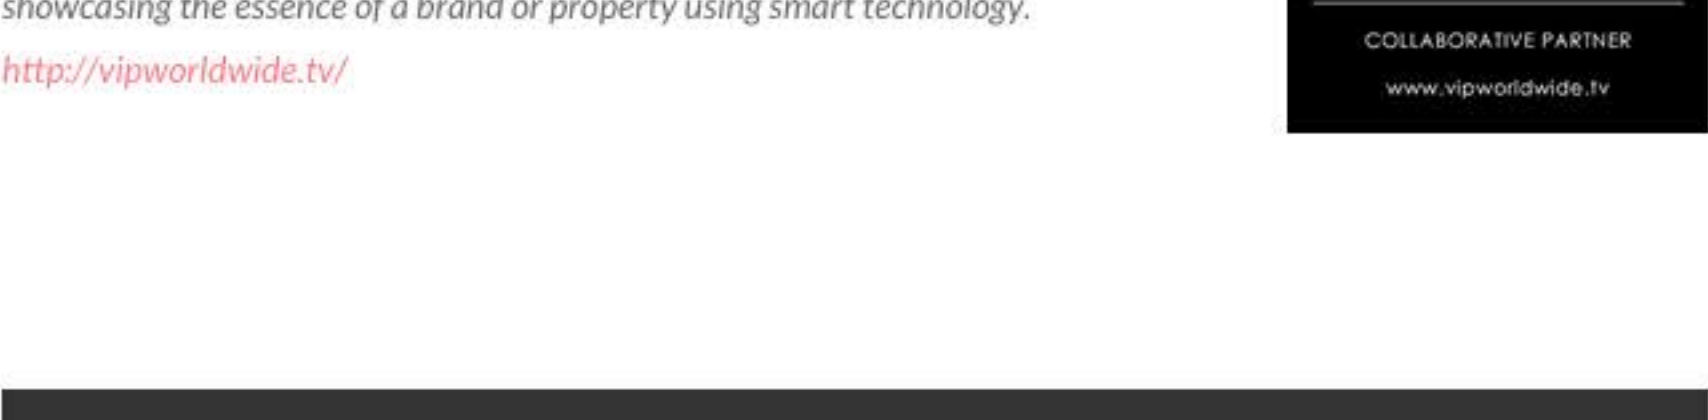 showcasing the essence of a brand or property using smart technology.
http://vipworldwide.tv/
COLLABORATIVE PARTNER
www.vipworldwide.tv